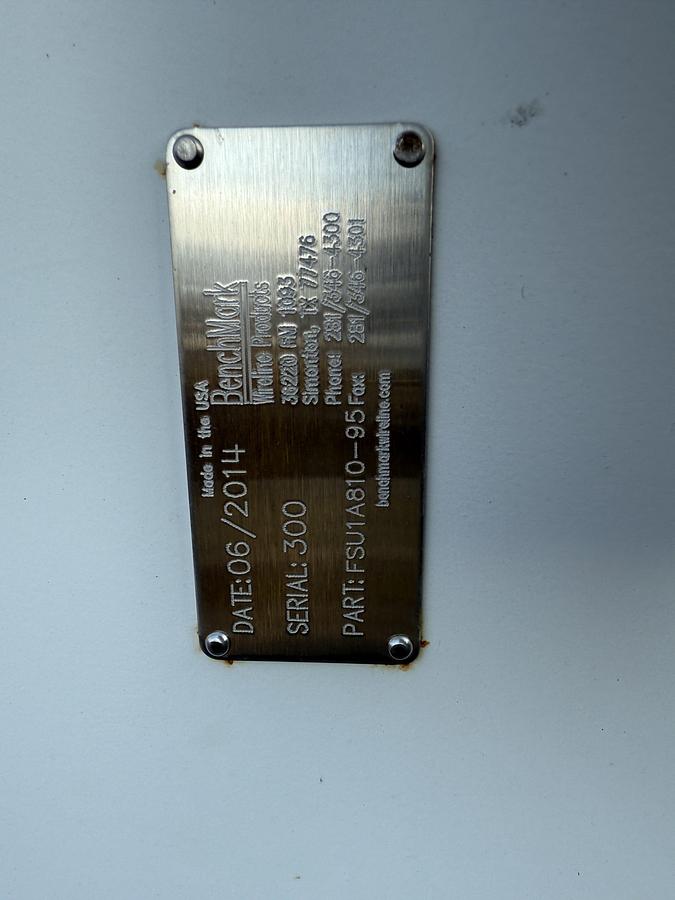 Made in the USA
DATE: 06/2014
SERIAL: 300
PART: FSU1A810-95
BenchMark
Wireline Products
36220 FM 1093
Simonton, TX 77476
Phone: 281/346-4300
Fax: 281/346-4301
benchmarkwireline.com